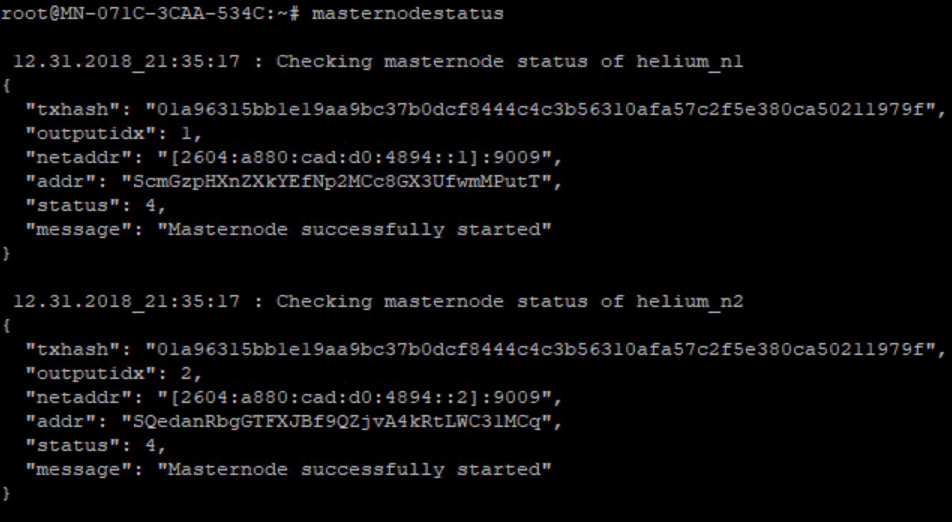 root@MN-071C-3CAA-534C:~# masternodestatus
12.31.2018_21:35:17 : Checking masternode status of helium_n1
{
"txhash": "01a96315bb1e19aa9bc37b0dcf8444c4c3b56310afa57c2f5e380ca50211979f",
"outputidx": 1,
"netaddr": "[2604:a880:cad:d0:4894::1]:9009",
"addr": "ScmGzpHXnZXkYEfNp2MCc8GX3UfwmMPutT",
"status": 4,
"message": "Masternode successfully started"
}
12.31.2018_21:35:17 : Checking masternode status of helium_n2
{
"txhash": "01a96315bb1e19aa9bc37b0dcf8444c4c3b56310afa57c2f5e380ca50211979f",
"outputidx": 2,
"netaddr": "[2604:a880:cad:d0:4894::2]:9009",
"addr": "SQedanRbgGTFXJBf9QZjvA4kRtLWC31MCq",
"status": 4,
"message": "Masternode successfully started"
}